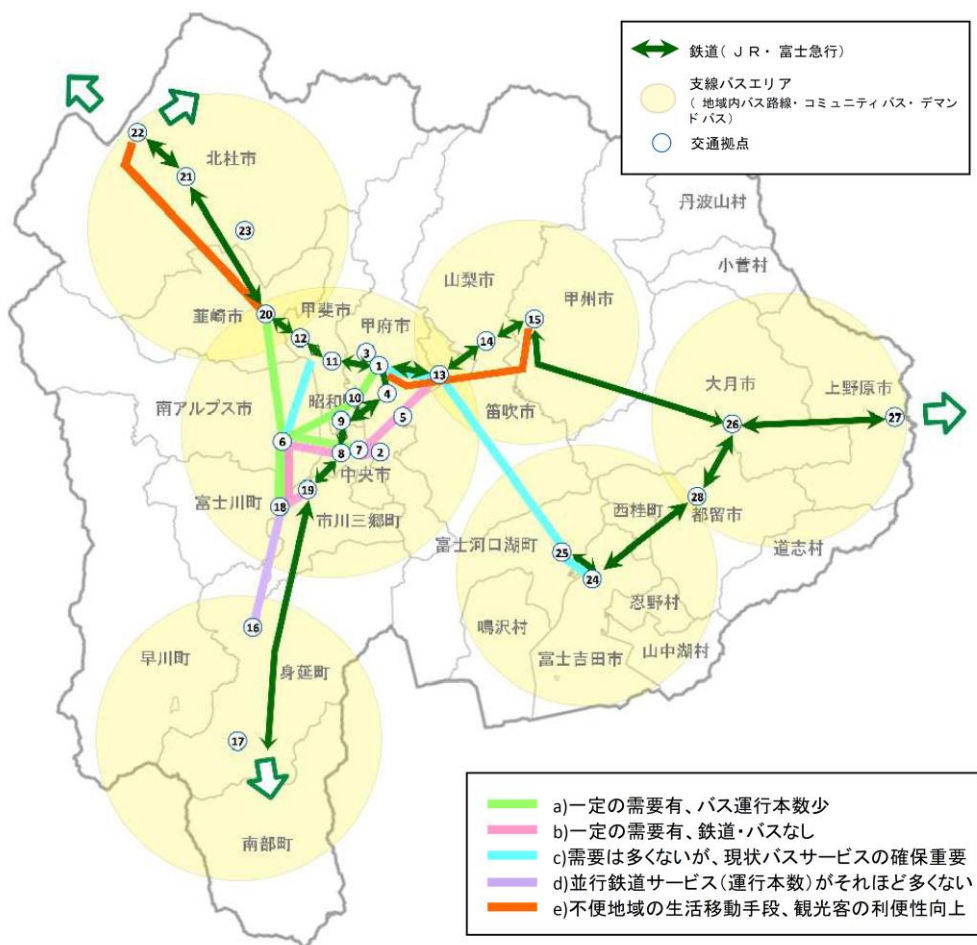 鉄道( JR・ 富士急行)
支線バスエリア
( 地域内バス路線・コミュニティバス・デマン
ドバス)
交通拠点
22
北杜市
21
23
丹波山村
小菅村
山梨市
甲州市
韮崎市
20
甲斐市
12
甲府市
3
11
1
13
14
15
大月市
上野原市
南アルプス市
昭和町
10
4
笛吹市
9
5
26
27
6
8
7
2
中央市
19
富士川町
18
市川三郷町
西桂町
28
都留市
富士河口湖町
道志村
25
24
忍野村
鳴沢村
山中湖村
富士吉田市
16
早川町
身延町
17
南部町
a)一定の需要有、バス運行本数少
b)一定の需要有、鉄道・バスなし
c)需要は多くないが、現状バスサービスの確保重要
d)並行鉄道サービス(運行本数)がそれほど多くない
e)不便地域の生活移動手段、観光客の利便性向上